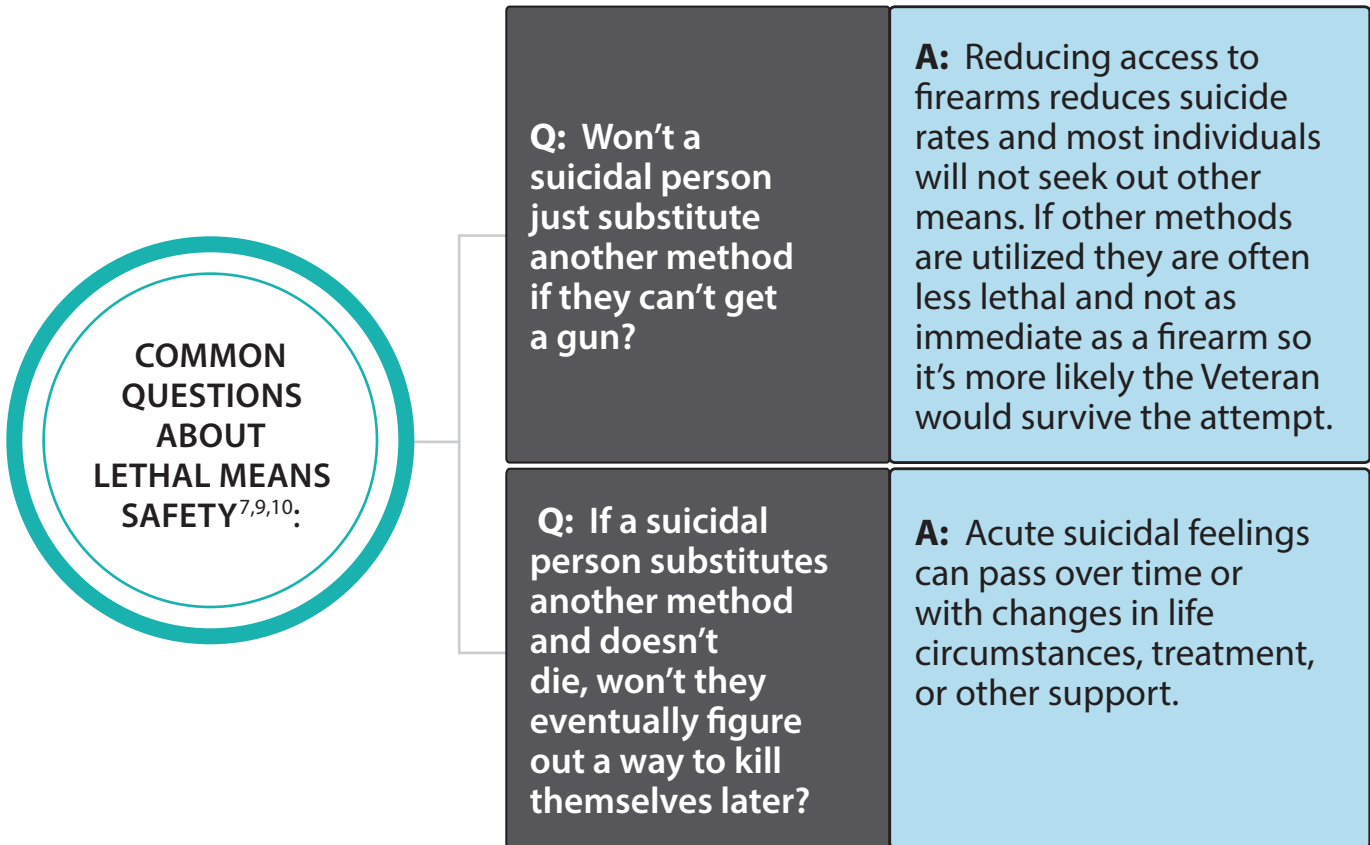 COMMON
QUESTIONS
ABOUT
LETHAL MEANS
SAFETY7,9,10:
Q: Won’t a
suicidal person
just substitute
another method
if they can’t get
a gun?
A: Reducing access to
firearms reduces suicide
rates and most individuals
will not seek out other
means. If other methods
are utilized they are often
less lethal and not as
immediate as a firearm so
it’s more likely the Veteran
would survive the attempt.
Q: If a suicidal
person substitutes
another method
and doesn’t
die, won’t they
eventually figure
out a way to kill
themselves later?
A: Acute suicidal feelings
can pass over time or
with changes in life
circumstances, treatment,
or other support.